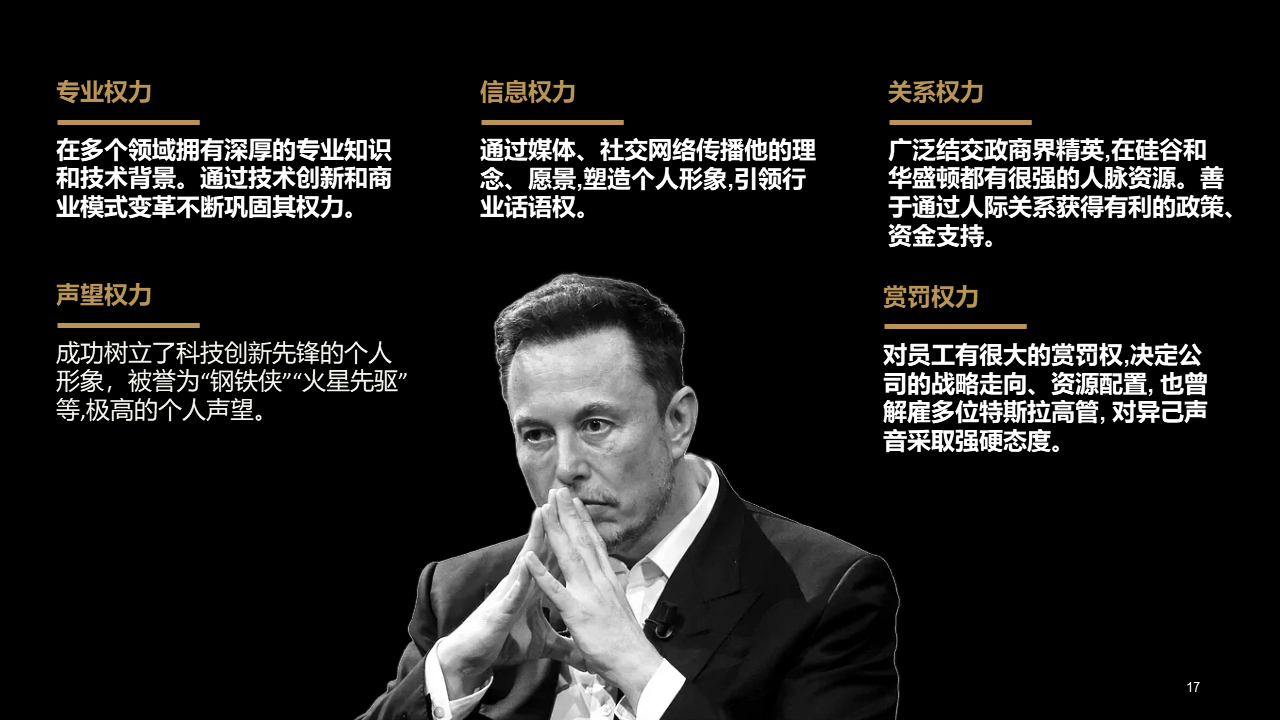 专业权力
在多个领域拥有深厚的专业知识
和技术背景。通过技术创新和商
业模式变革不断巩固其权力。
信息权力
通过媒体、社交网络传播他的理
念、愿景,塑造个人形象,引领行
业话语权。
关系权力
广泛结交政商界精英,在硅谷和
华盛顿都有很强的人脉资源。善
于通过人际关系获得有利的政策、
资金支持。
声望权力
成功树立了科技创新先锋的个人
形象，被誉为“钢铁侠”“火星先驱”
等,极高的个人声望。
赏罚权力
对员工有很大的赏罚权,决定公
司的战略走向、资源配置, 也曾
解雇多位特斯拉高管, 对异己声
音采取强硬态度。
17